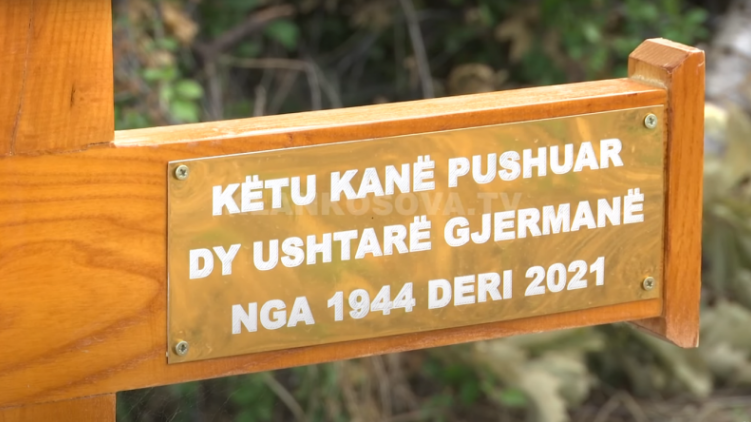 KËTU KANË PUSHUAR
DY USHTARË GJERMANË
NGA 1944 DERI 2021